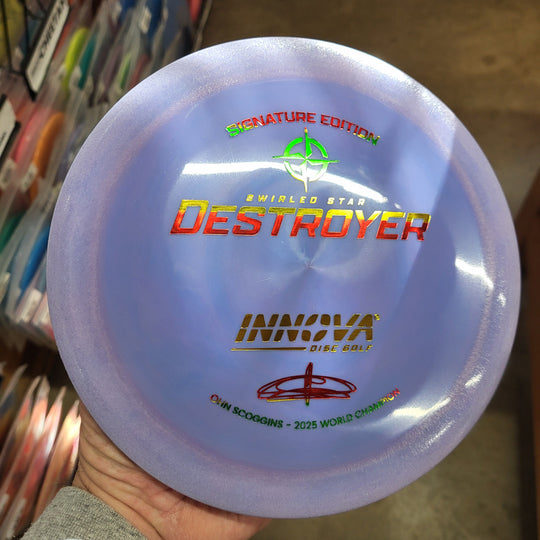 SIGNATURE EDITION
SWIRLED STAR
DESTROYER
INNOVA
DISC GOLF
OHN SCOGGINS - 2025 WORLD CHAMPION